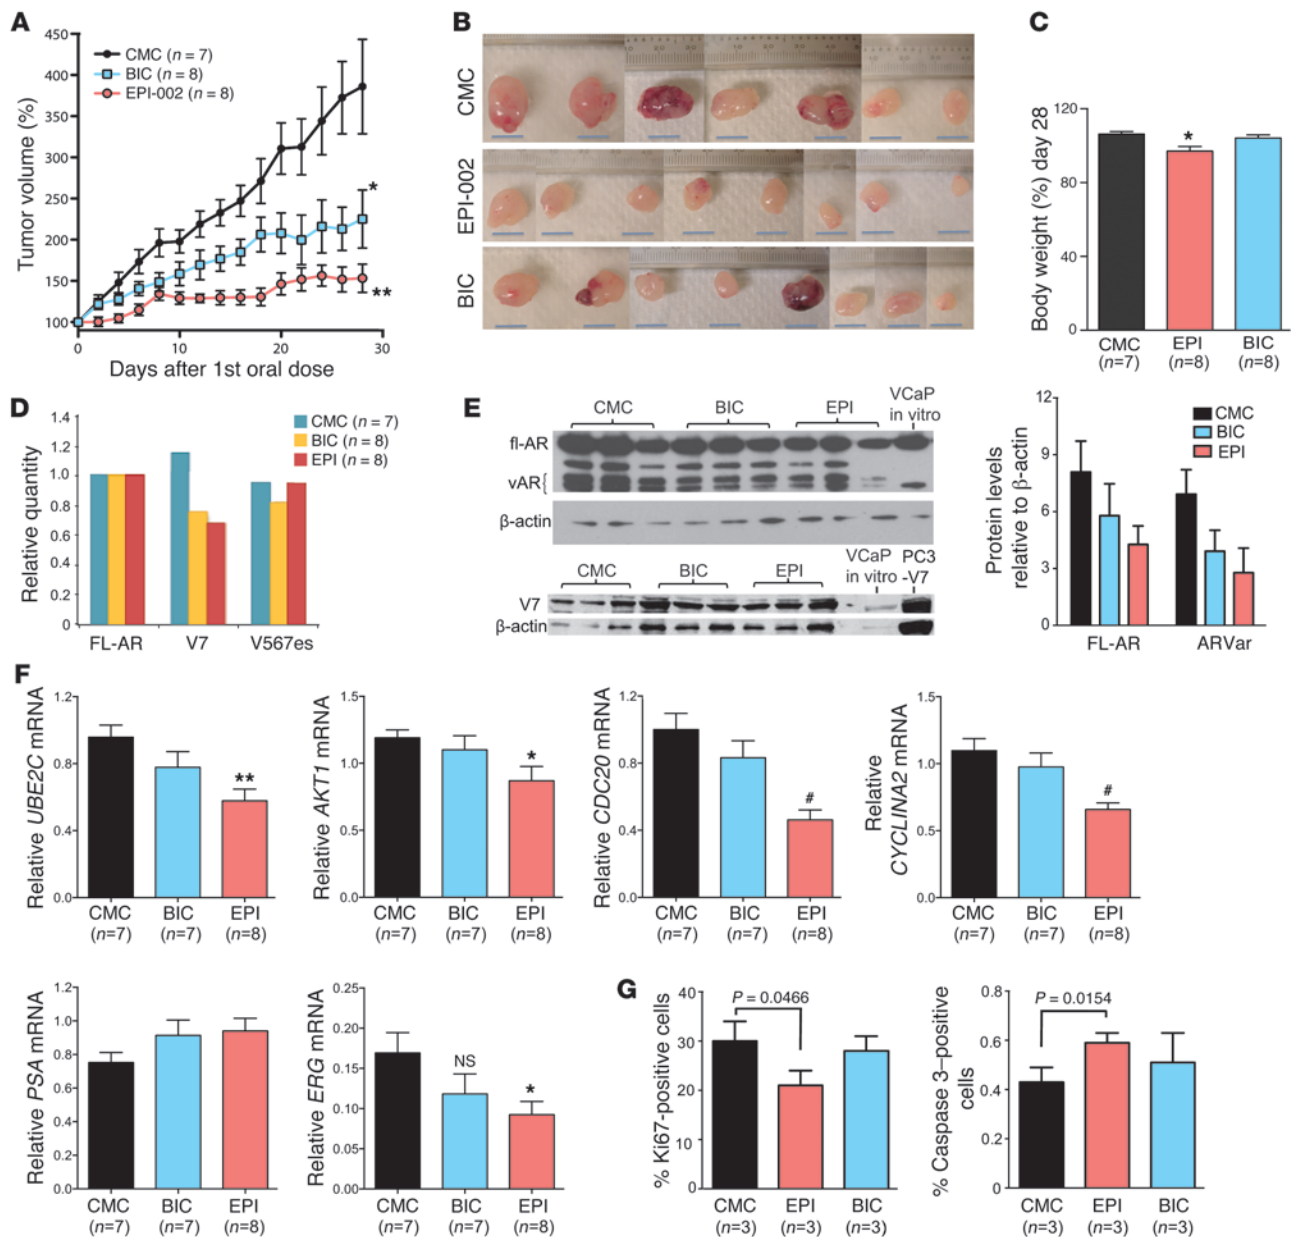 A
Tumor volume (%)
450
400
350
300
250
200
150
100
0
10
20
30
Days after 1st oral dose
CMC (n = 7)
BIC (n = 8)
EPI-002 (n = 8)
*
**
B
CMC
EPI-002
BIC
C
Body weight (%) day 28
120
80
40
0
*
CMC
EPI
BIC
(n=7)
(n=8)
(n=8)
D
Relative quantity
1.4
1.2
1.0
0.8
0.6
0.4
0.2
0
CMC (n = 7)
BIC (n = 8)
EPI (n = 8)
FL-AR
V7
V567es
E
CMC
BIC
EPI
VCaP
in vitro
fl-AR
vAR{
β-actin
CMC
BIC
EPI
VCaP
in vitro
PC3
-V7
V7
β-actin
Protein levels
relative to β-actin
12
9
6
3
0
CMC
BIC
EPI
FL-AR
ARVar
F
Relative UBE2C mRNA
1.2
0.8
0.4
0.0
**
CMC
BIC
EPI
(n=7)
(n=7)
(n=8)
Relative AKT1 mRNA
1.5
1.0
0.5
0.0
*
CMC
BIC
EPI
(n=7)
(n=7)
(n=8)
Relative CDC20 mRNA
1.2
0.8
0.4
0.0
#
CMC
BIC
EPI
(n=7)
(n=7)
(n=8)
Relative
CYCLINA2 mRNA
1.5
1.0
0.5
0.0
#
CMC
BIC
EPI
(n=7)
(n=7)
(n=8)
Relative PSA mRNA
1.2
1.0
0.8
0.6
0.4
0.2
0.0
CMC
BIC
EPI
(n=7)
(n=7)
(n=8)
Relative ERG mRNA
0.25
0.20
0.15
0.10
0.05
0.00
NS
*
CMC
BIC
EPI
(n=7)
(n=7)
(n=8)
G
% Ki67-positive cells
40
30
20
10
0
P = 0.0466
CMC
EPI
BIC
(n=3)
(n=3)
(n=3)
% Caspase 3–positive
cells
0.8
0.6
0.4
0.2
0
P = 0.0154
CMC
EPI
BIC
(n=3)
(n=3)
(n=3)